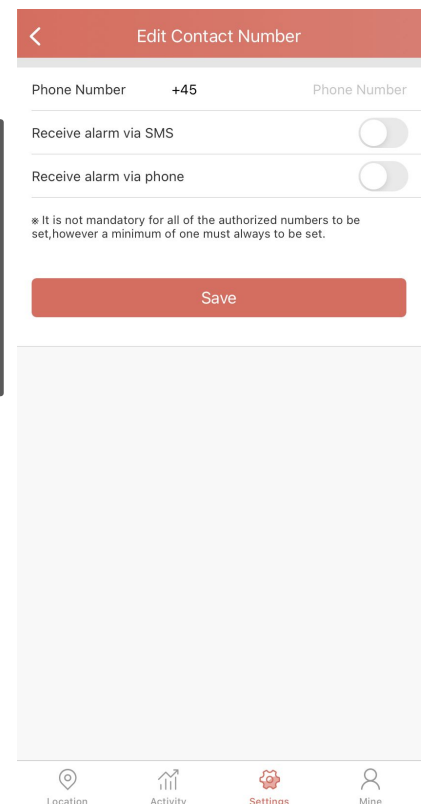 Edit Contact Number
Phone Number +45 Phone Number
Receive alarm via SMS
Receive alarm via phone
※ It is not mandatory for all of the authorized numbers to be
set,however a minimum of one must always to be set.
Save
Location Activity Settings Mine